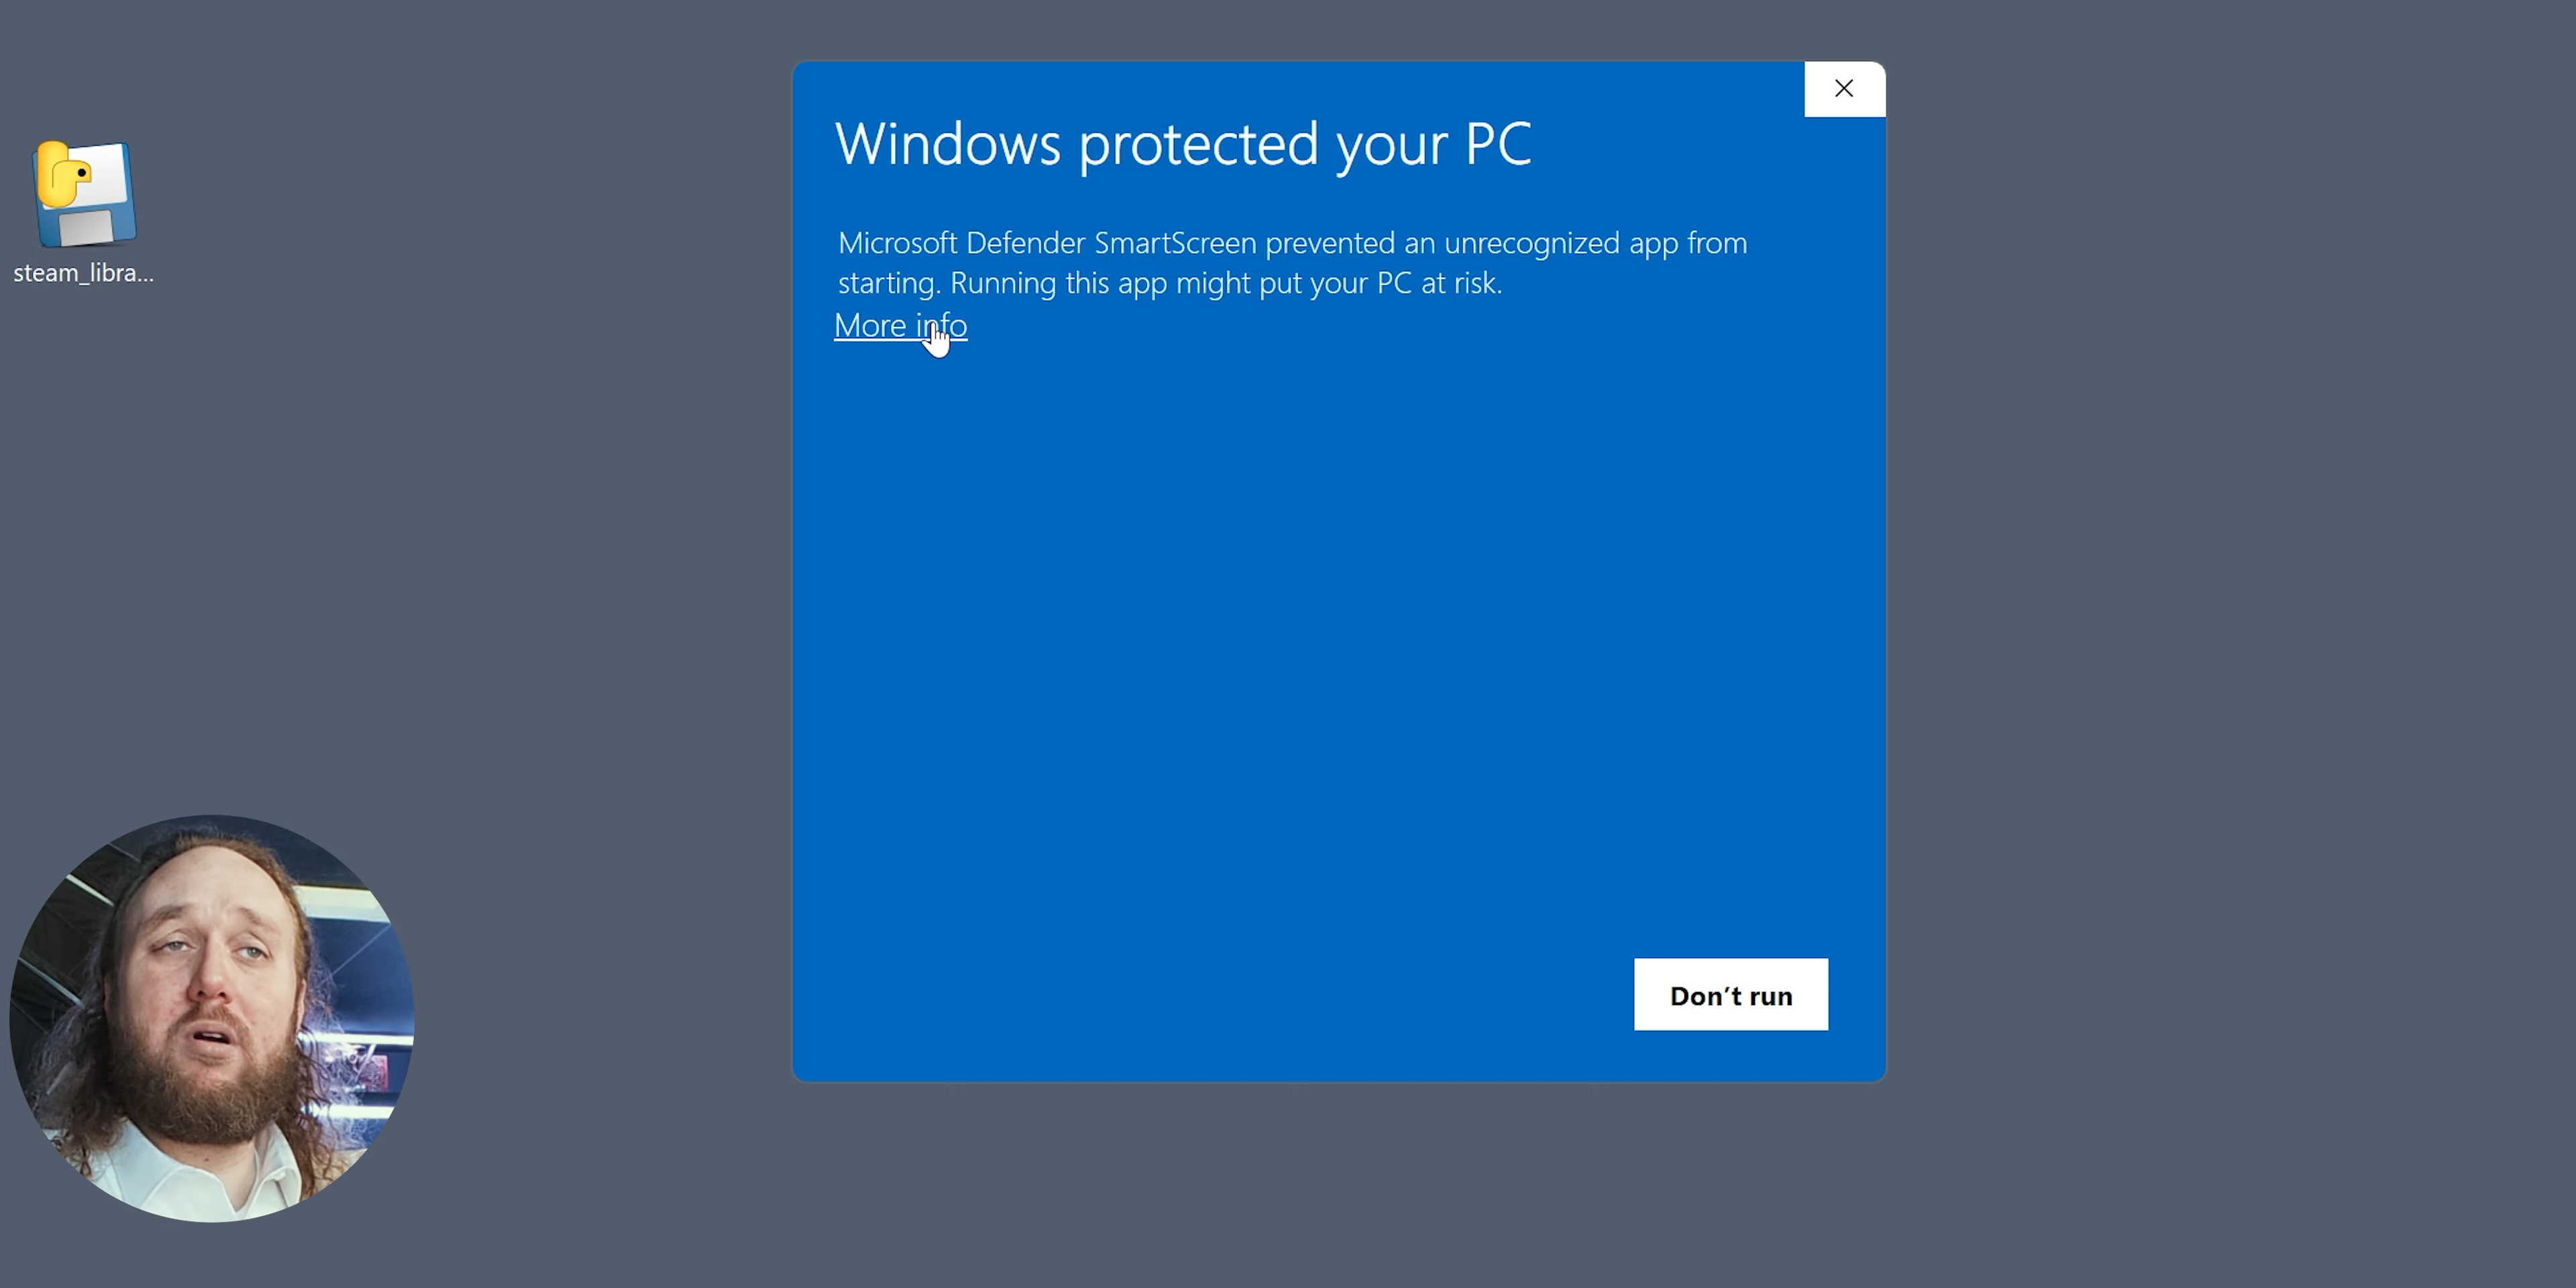 steam_libra...
Windows protected your PC
Microsoft Defender SmartScreen prevented an unrecognized app from
starting. Running this app might put your PC at risk.
More info
Don’t run